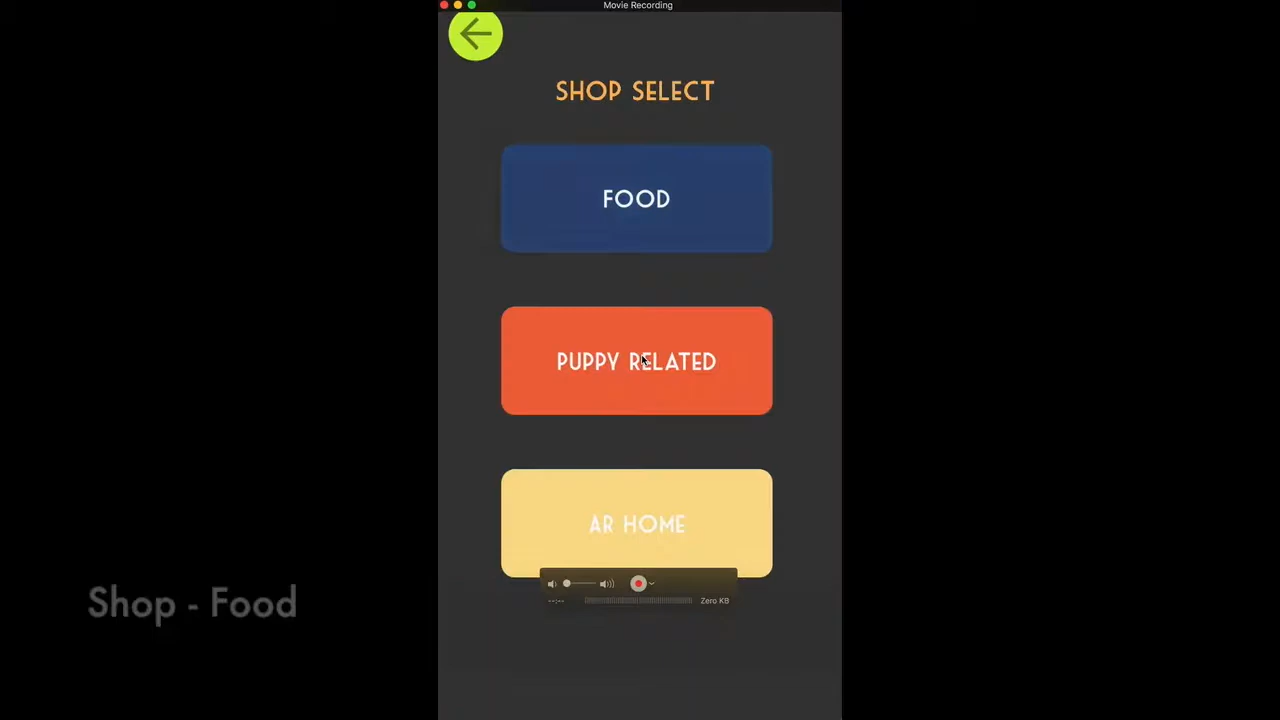 Movie Recording
SHOP SELECT
FOOD
PUPPY RELATED
AR HOME
--:--
Zero KB
Shop - Food